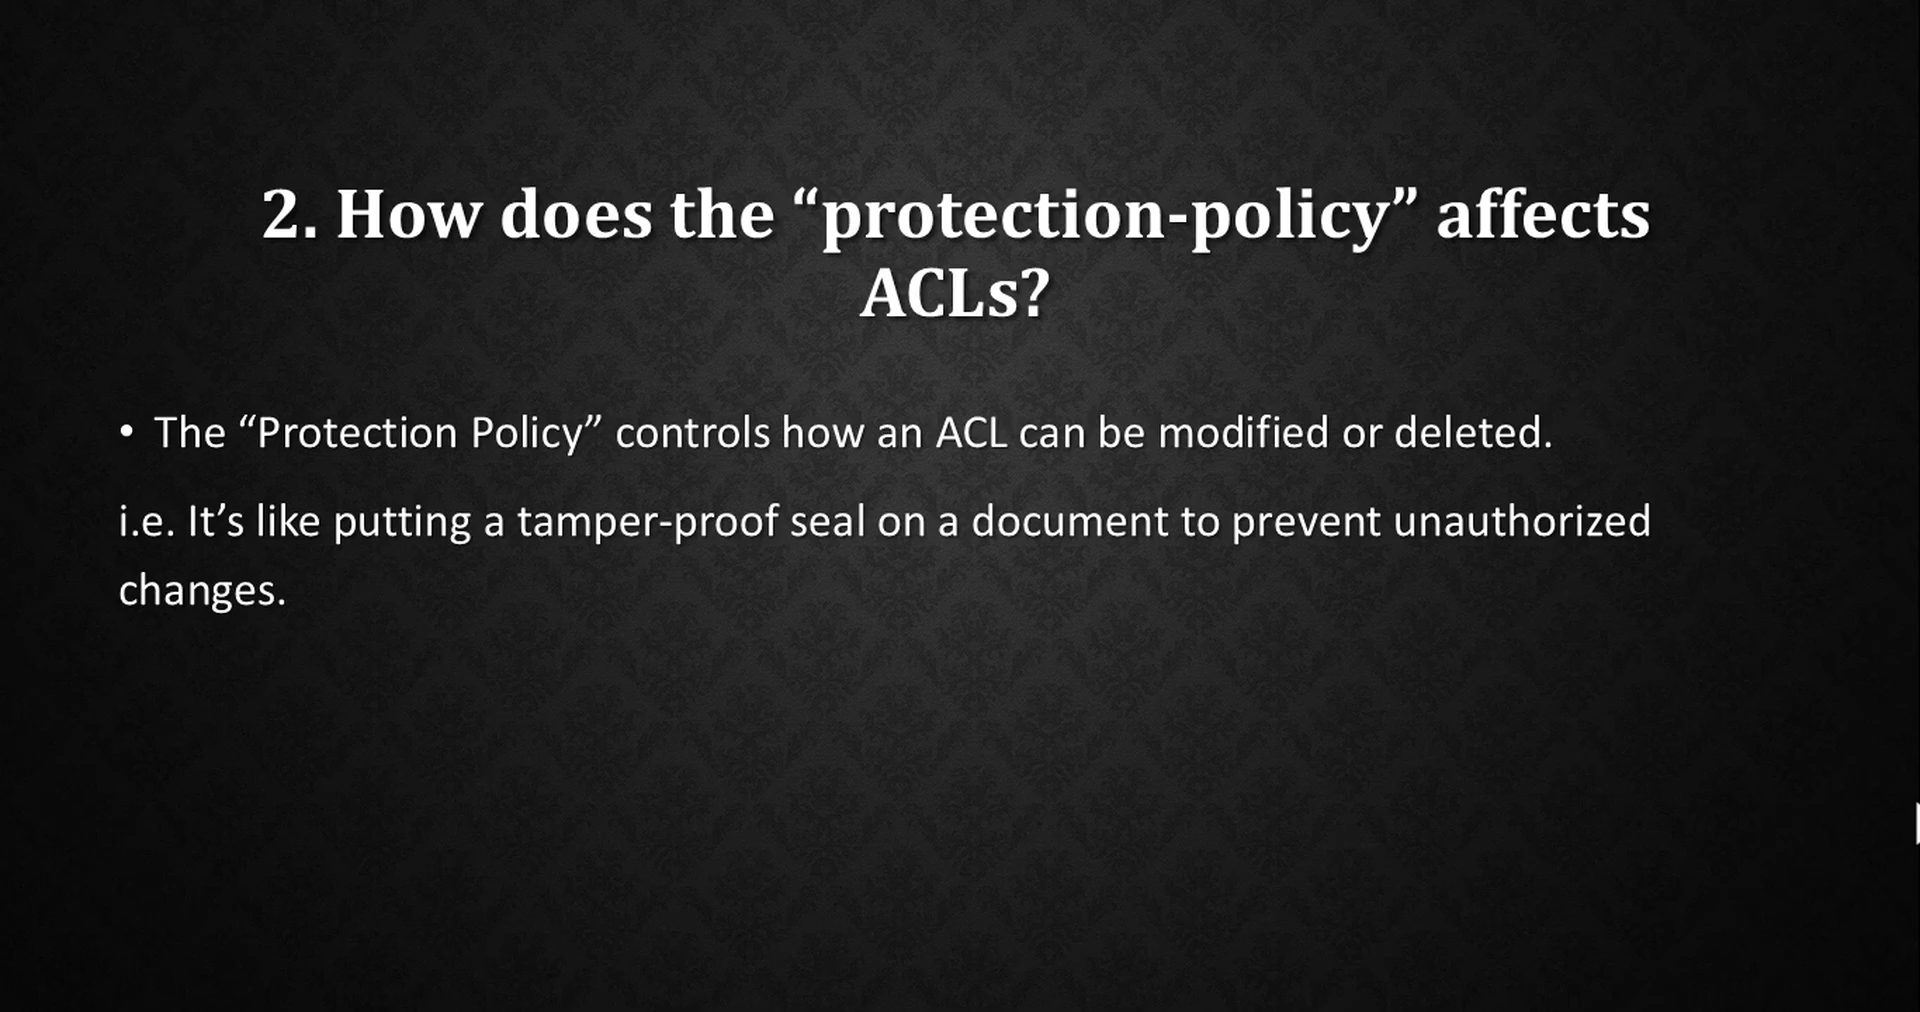 2. How does the “protection-policy” affects
ACLs?
• The “Protection Policy” controls how an ACL can be modified or deleted.
i.e. It’s like putting a tamper-proof seal on a document to prevent unauthorized
changes.